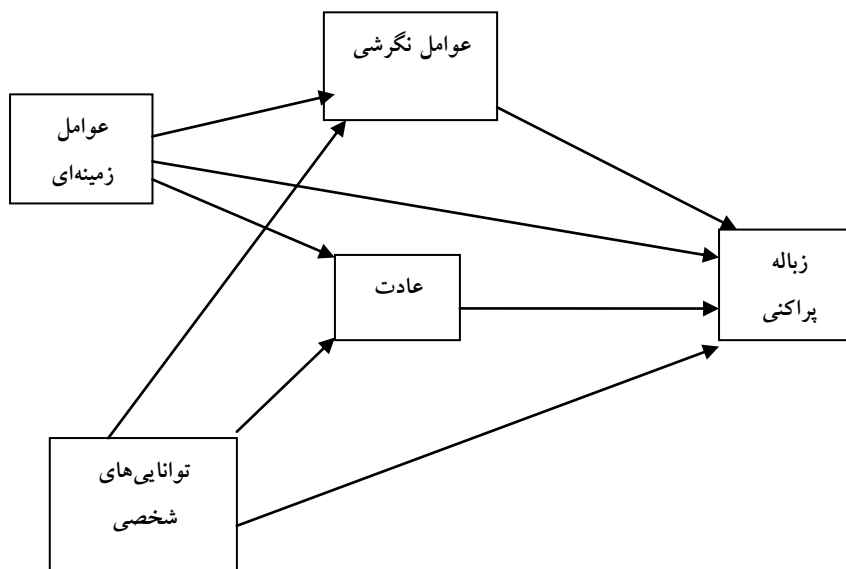 عوامل نگرشی
عوامل
زمینه‌ای
زباله
پراکنی
عادت
توانایی‌های
شخصی